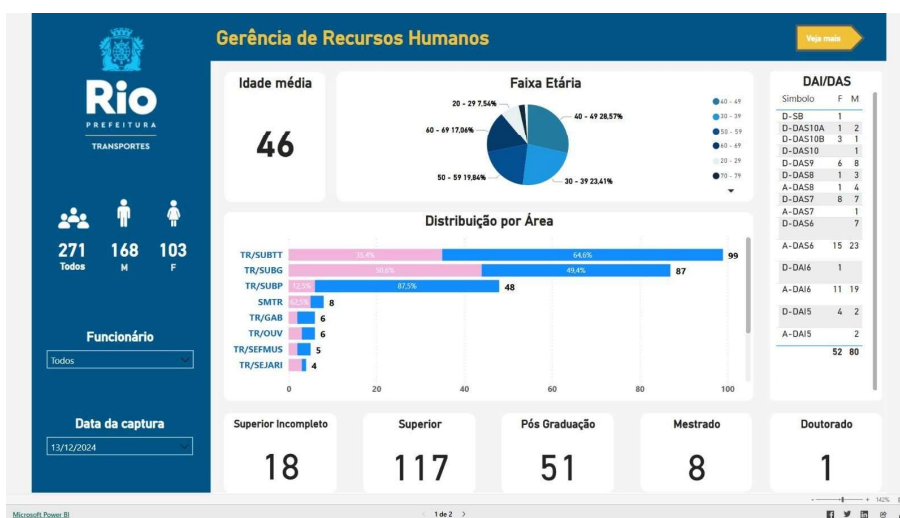 Rio
PREFEITURA
TRANSPORTES
271
Todos
168
M
103
F
Funcionário
Todos
Data da captura
13/12/2024
Gerência de Recursos Humanos
Veja mais
Idade média
46
Faixa Etária
20 - 29 7,54%
40 - 49 28,57%
60 - 69 17,06%
50 - 59 19,84%
30 - 39 23,41%
40 - 49
30 - 39
50 - 59
60 - 69
20 - 29
70 - 79
Distribuição por Área
TR/SUBTT 35,4% 64,6% 99
TR/SUBG 50,6% 49,4% 87
TR/SUBP 12,5% 87,5% 48
SMTR 62,5% 8
TR/GAB 6
TR/OUV 6
TR/SEFMUS 5
TR/SEJARI 4
0 20 40 60 80 100
DAI/DAS
Simbolo F M
D-SB 1
D-DAS10A 1 2
D-DAS10B 3 1
D-DAS10 1
D-DAS9 6 8
D-DAS8 1 3
A-DAS8 1 4
D-DAS7 8 7
A-DAS7 1
D-DAS6 7
A-DAS6 15 23
D-DAI6 1
A-DAI6 11 19
D-DAI5 4 2
A-DAI5 2
52 80
Superior Incompleto
18
Superior
117
Pós Graduação
51
Mestrado
8
Doutorado
1
- + 142%
Microsoft Power BI
< 1 de 2 >